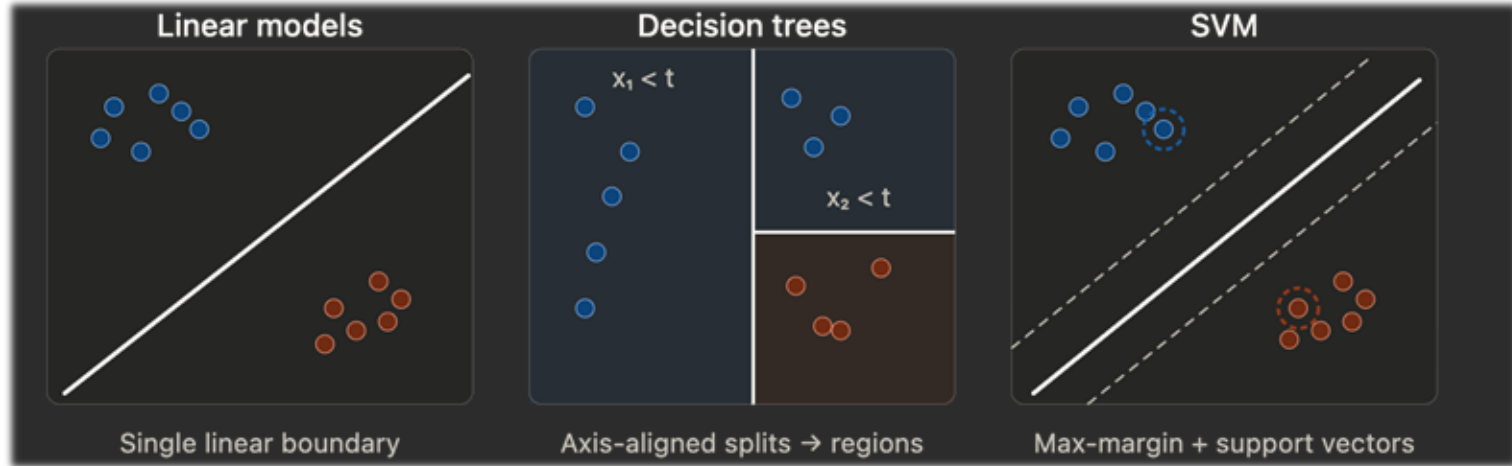 Linear models
Decision trees
SVM
x₁ < t
x₂ < t
Single linear boundary
Axis-aligned splits → regions
Max-margin + support vectors